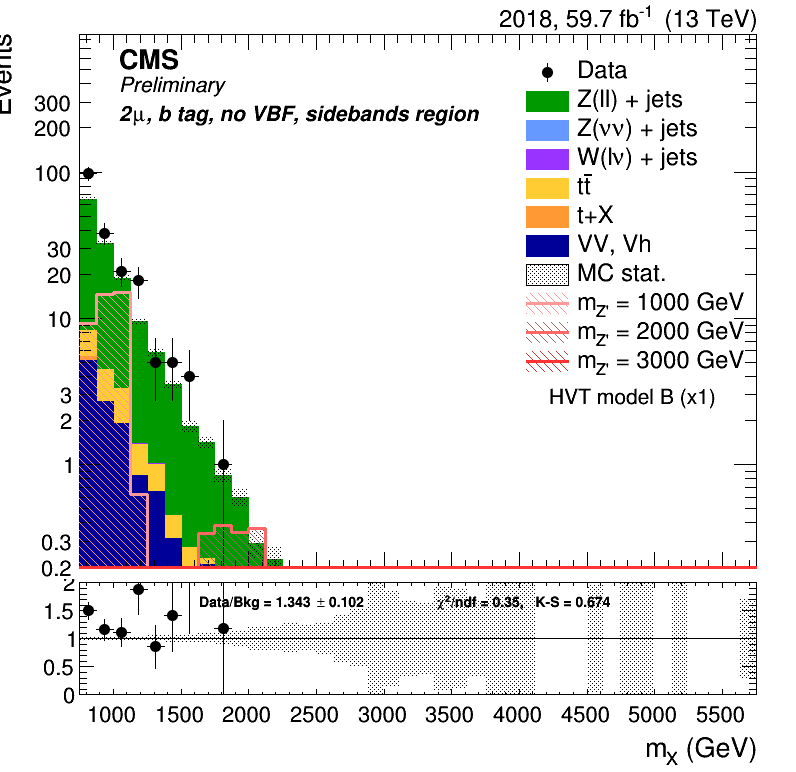 2018, 59.7 fb⁻¹ (13 TeV)
Events
CMS
Preliminary
2μ, b tag, no VBF, sidebands region
Data
Z(ll) + jets
Z(νν) + jets
W(lν) + jets
tt̄
t+X
VV, Vh
MC stat.
m_Z' = 1000 GeV
m_Z' = 2000 GeV
m_Z' = 3000 GeV
HVT model B (x1)
300
200
100
30
20
10
3
2
1
0.3
0.2
2
1.5
1
0.5
0
Data/Bkg = 1.343 ± 0.102
χ²/ndf = 0.35, K-S = 0.674
1000 1500 2000 2500 3000 3500 4000 4500 5000 5500
m_X (GeV)